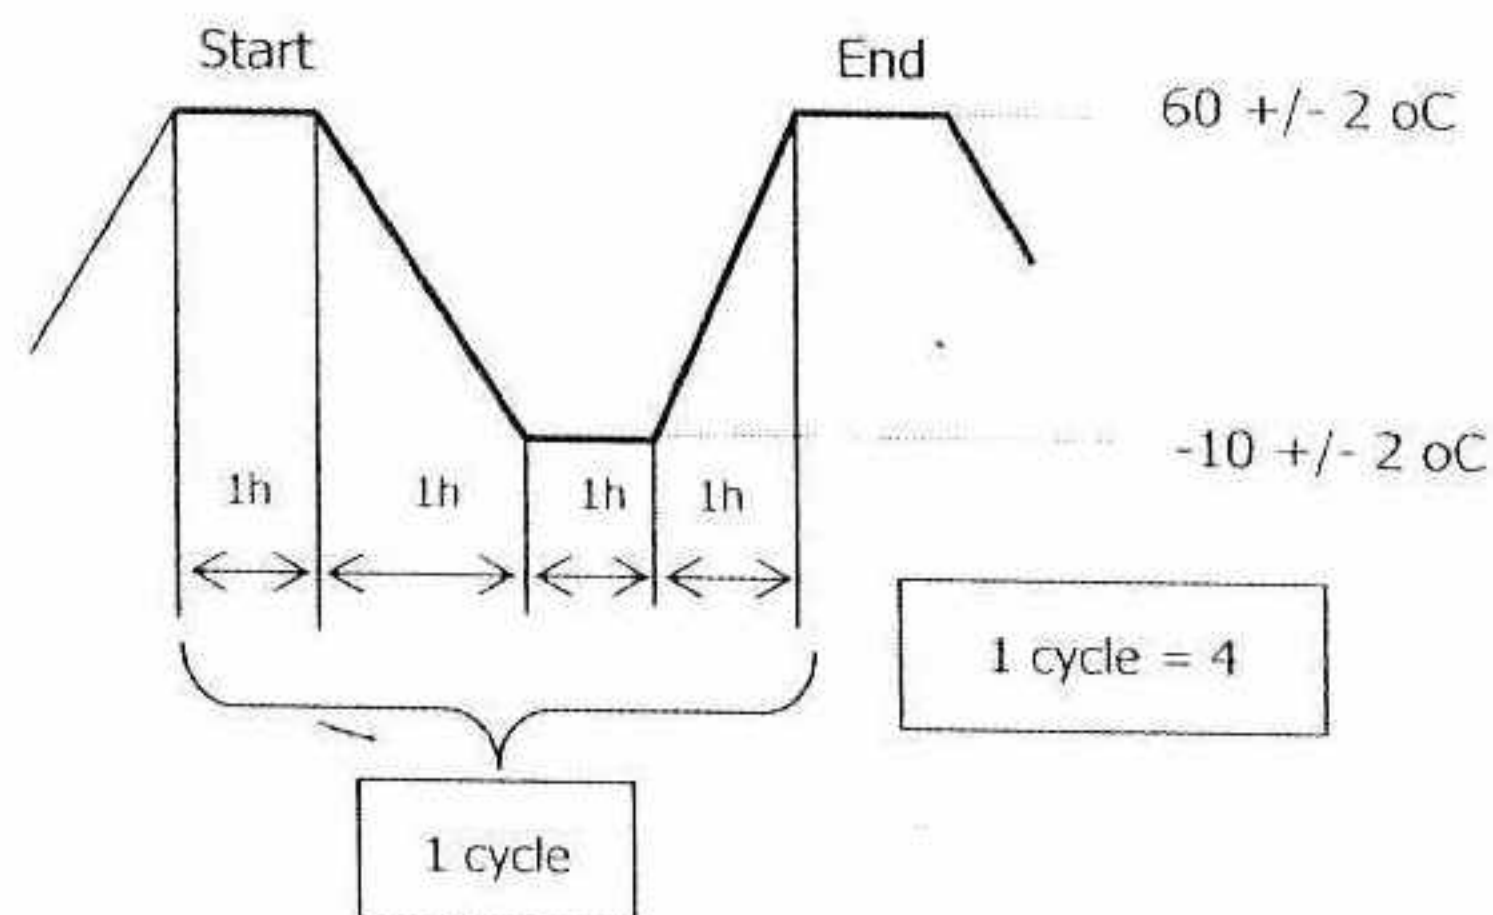 Start
End
60 +/- 2 oC
-10 +/- 2 oC
1h
1h
1h
1h
1 cycle = 4
1 cycle